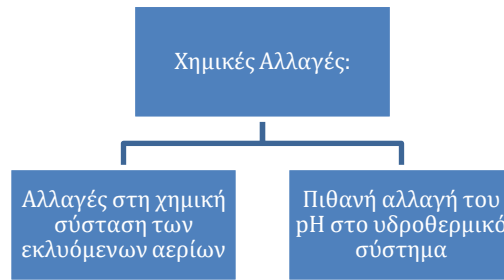 Χημικές Αλλαγές:
Αλλαγές στη χημική
σύσταση των
εκλυόμενων αερίων
Πιθανή αλλαγή του
pH στο υδροθερμικό
σύστημα